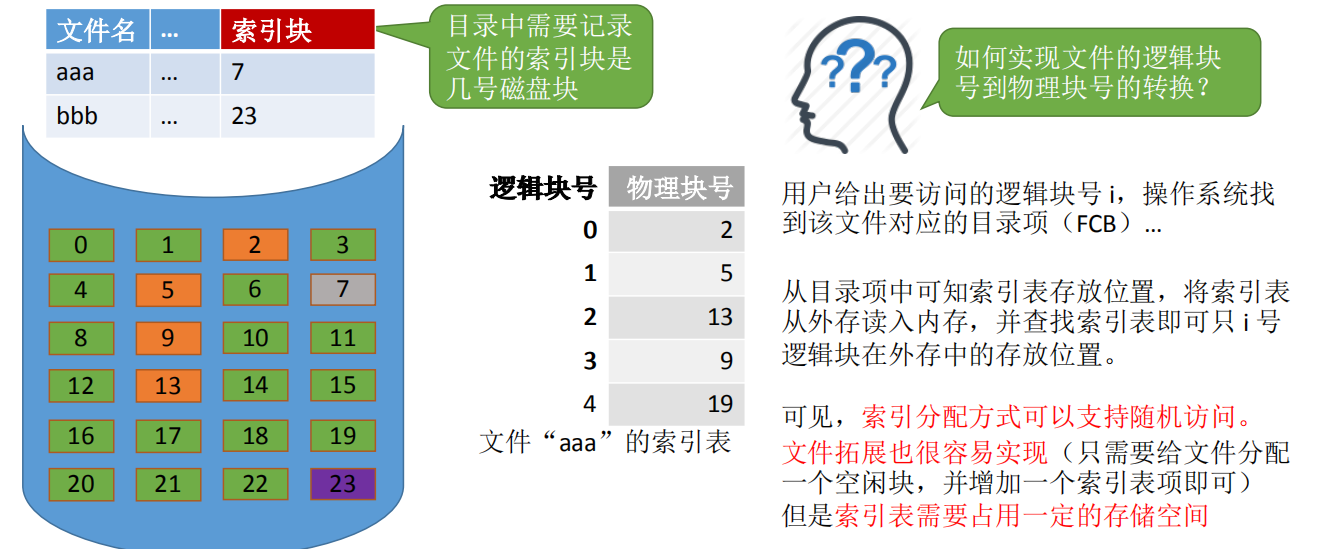 文件名 … 索引块
aaa … 7
bbb … 23
目录中需要记录
文件的索引块是
几号磁盘块
0 1 2 3
4 5 6 7
8 9 10 11
12 13 14 15
16 17 18 19
20 21 22 23
逻辑块号 物理块号
0 2
1 5
2 13
3 9
4 19
文件“aaa”的索引表
???
如何实现文件的逻辑块
号到物理块号的转换？
用户给出要访问的逻辑块号 i，操作系统找
到该文件对应的目录项（FCB）…
从目录项中可知索引表存放位置，将索引表
从外存读入内存，并查找索引表即可只 i 号
逻辑块在外存中的存放位置。
可见，索引分配方式可以支持随机访问。
文件拓展也很容易实现（只需要给文件分配
一个空闲块，并增加一个索引表项即可）
但是索引表需要占用一定的存储空间